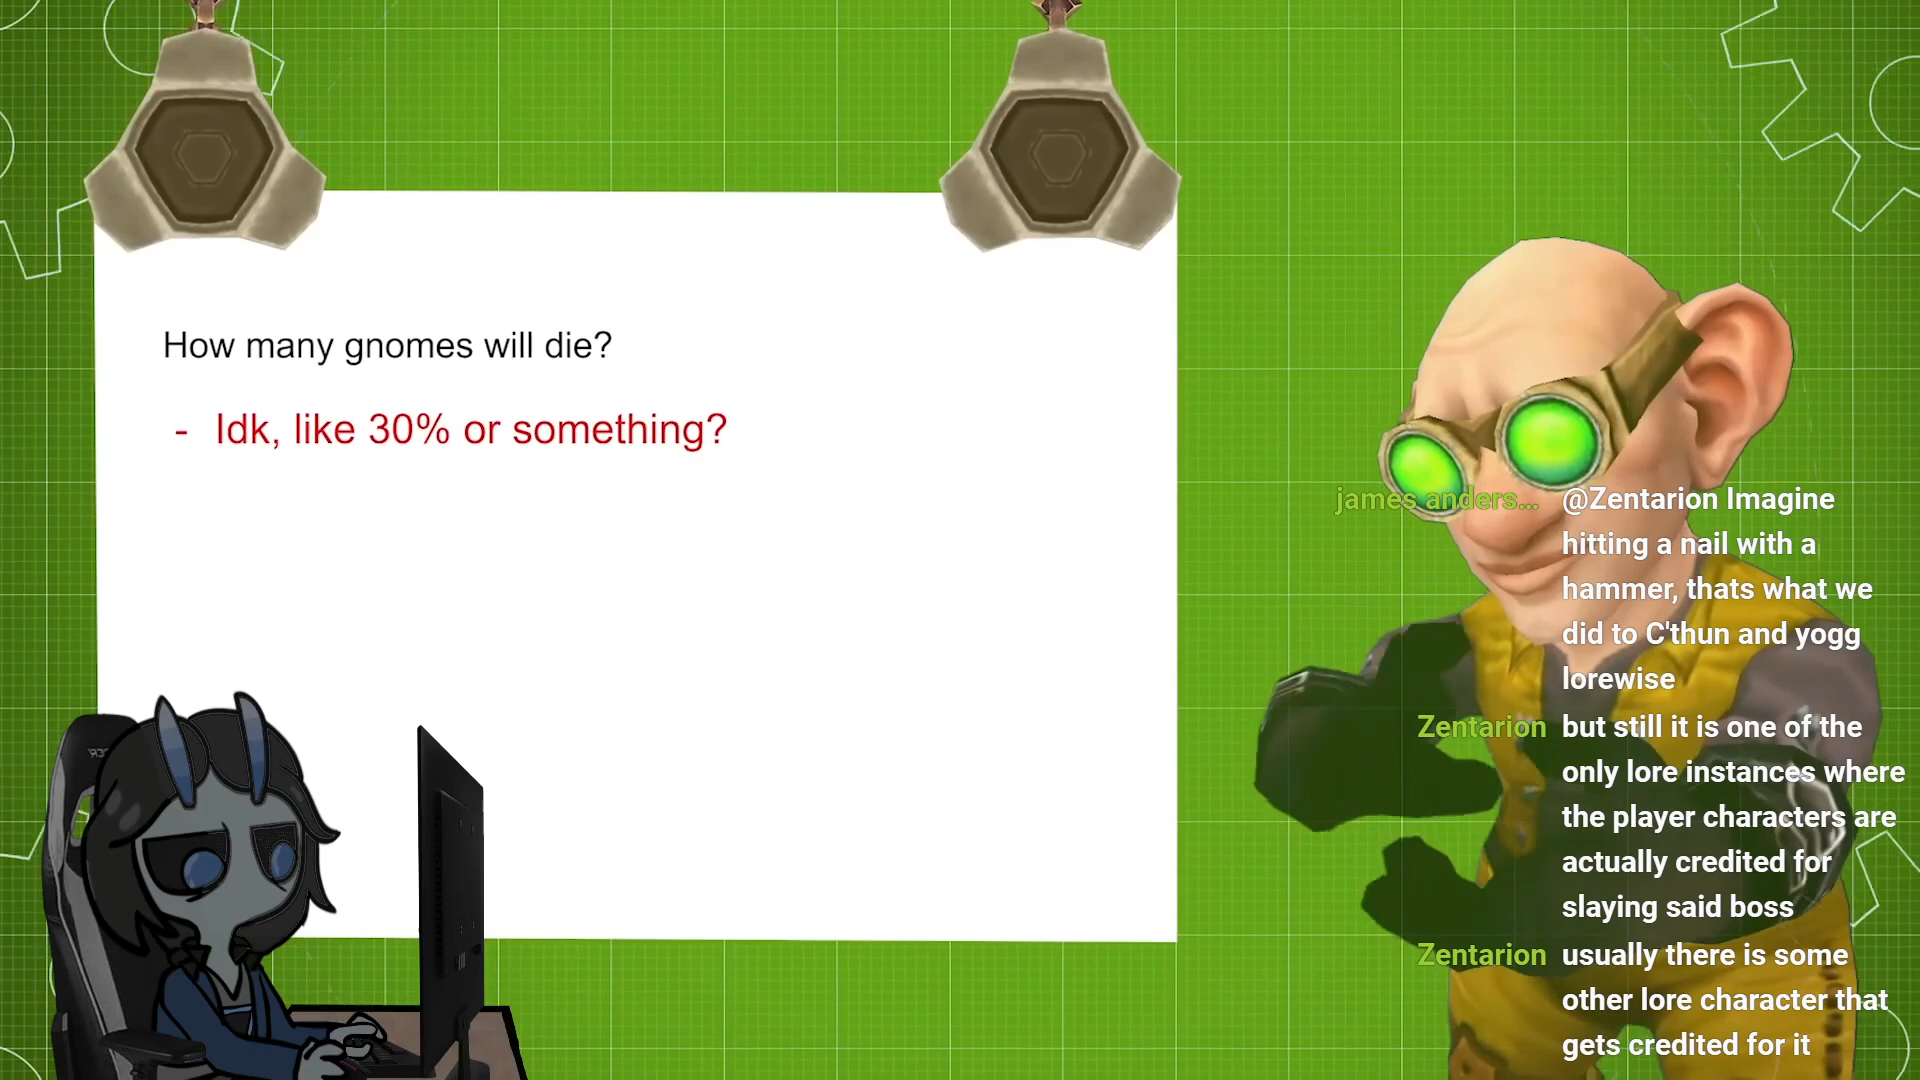 How many gnomes will die?
- Idk, like 30% or something?
james anders... @Zentarion Imagine
hitting a nail with a
hammer, thats what we
did to C'thun and yogg
lorewise
Zentarion but still it is one of the
only lore instances where
the player characters are
actually credited for
slaying said boss
Zentarion usually there is some
other lore character that
gets credited for it